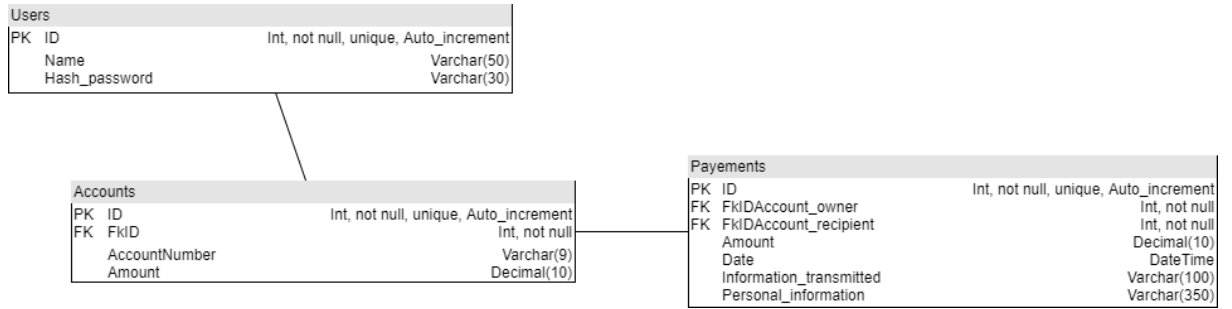 Users
PK ID Int, not null, unique, Auto_increment
Name Varchar(50)
Hash_password Varchar(30)
Accounts
PK ID Int, not null, unique, Auto_increment
FK FkID Int, not null
AccountNumber Varchar(9)
Amount Decimal(10)
Payements
PK ID Int, not null, unique, Auto_increment
FK FkIDAccount_owner Int, not null
FK FkIDAccount_recipient Int, not null
Amount Decimal(10)
Date DateTime
Information_transmitted Varchar(100)
Personal_information Varchar(350)